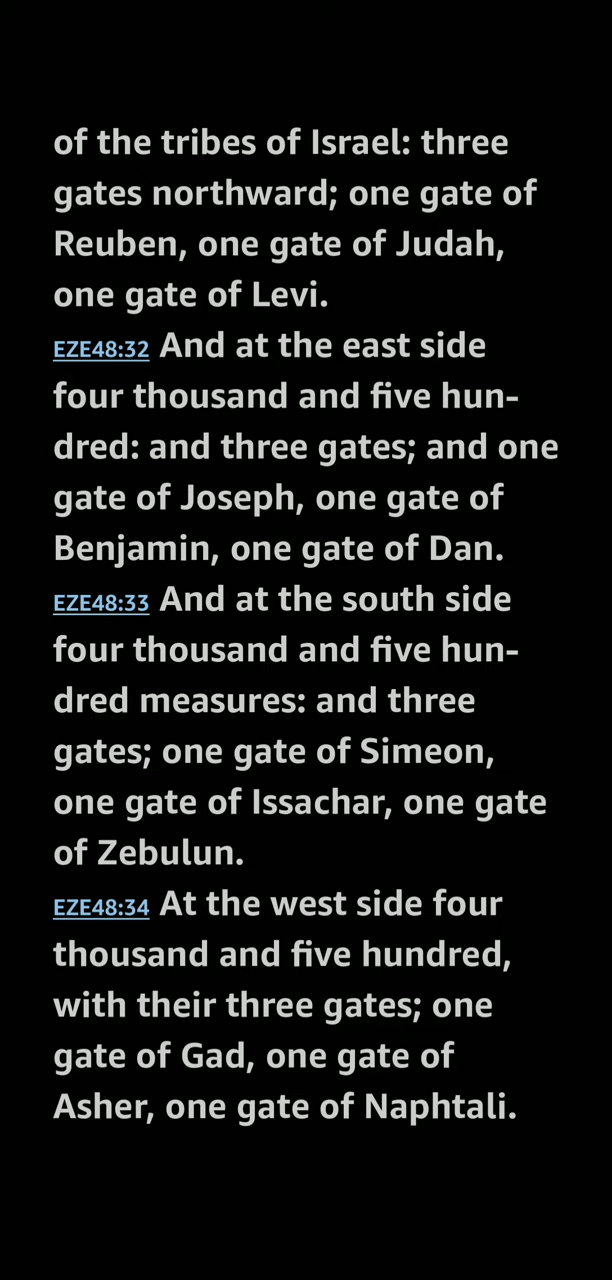 of the tribes of Israel: three
gates northward; one gate of
Reuben, one gate of Judah,
one gate of Levi.
EZE48:32 And at the east side
four thousand and five hun-
dred: and three gates; and one
gate of Joseph, one gate of
Benjamin, one gate of Dan.
EZE48:33 And at the south side
four thousand and five hun-
dred measures: and three
gates; one gate of Simeon,
one gate of Issachar, one gate
of Zebulun.
EZE48:34 At the west side four
thousand and five hundred,
with their three gates; one
gate of Gad, one gate of
Asher, one gate of Naphtali.